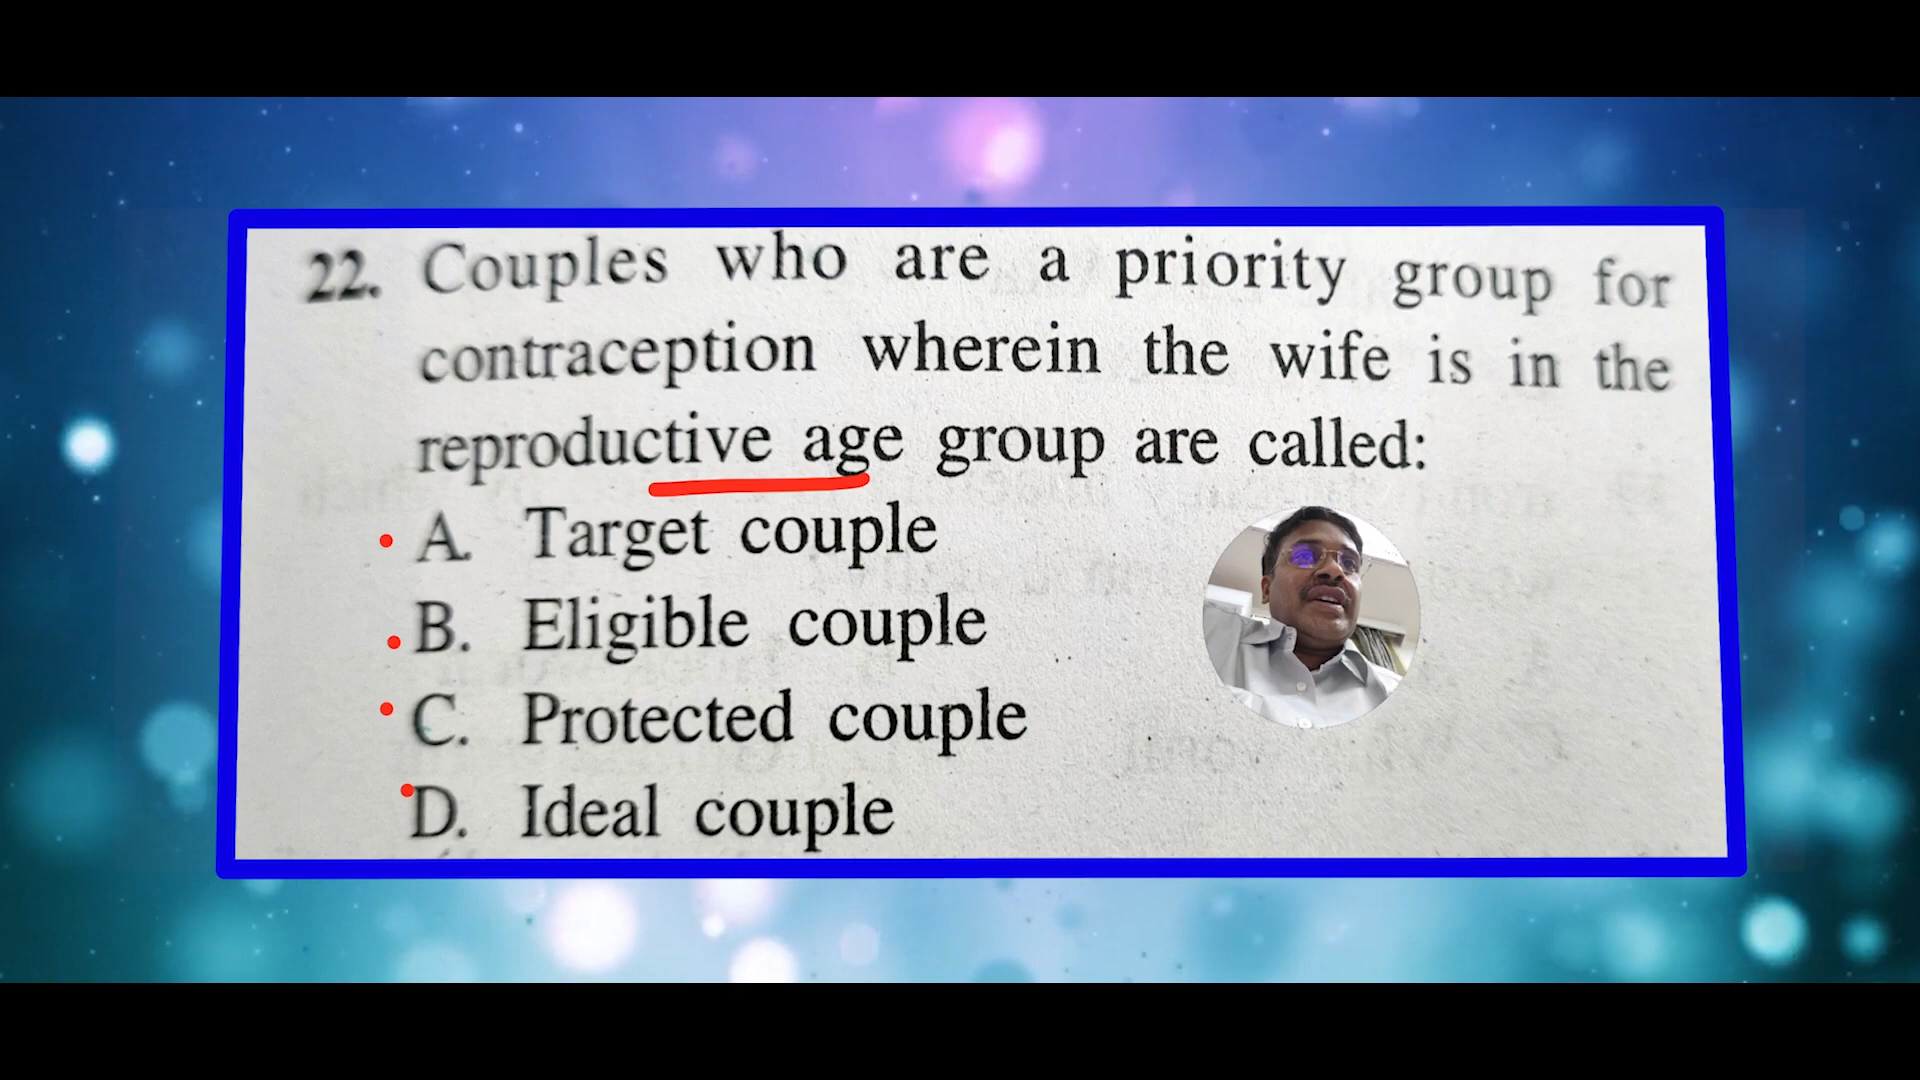 22. Couples who are a priority group for
contraception wherein the wife is in the
reproductive age group are called:
A. Target couple
B. Eligible couple
C. Protected couple
D. Ideal couple